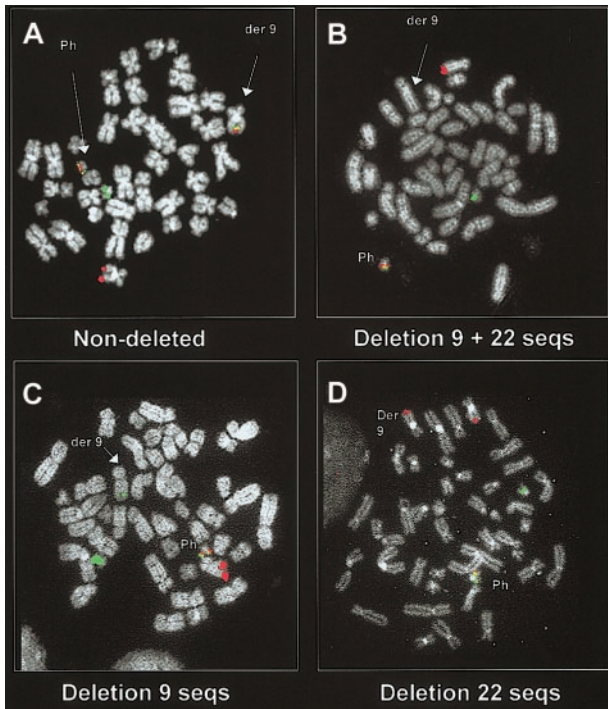 A
Ph
der 9
B
der 9
Ph
Non-deleted
Deletion 9 + 22 seqs
C
der 9
Ph
D
Der
9
Ph
Deletion 9 seqs
Deletion 22 seqs